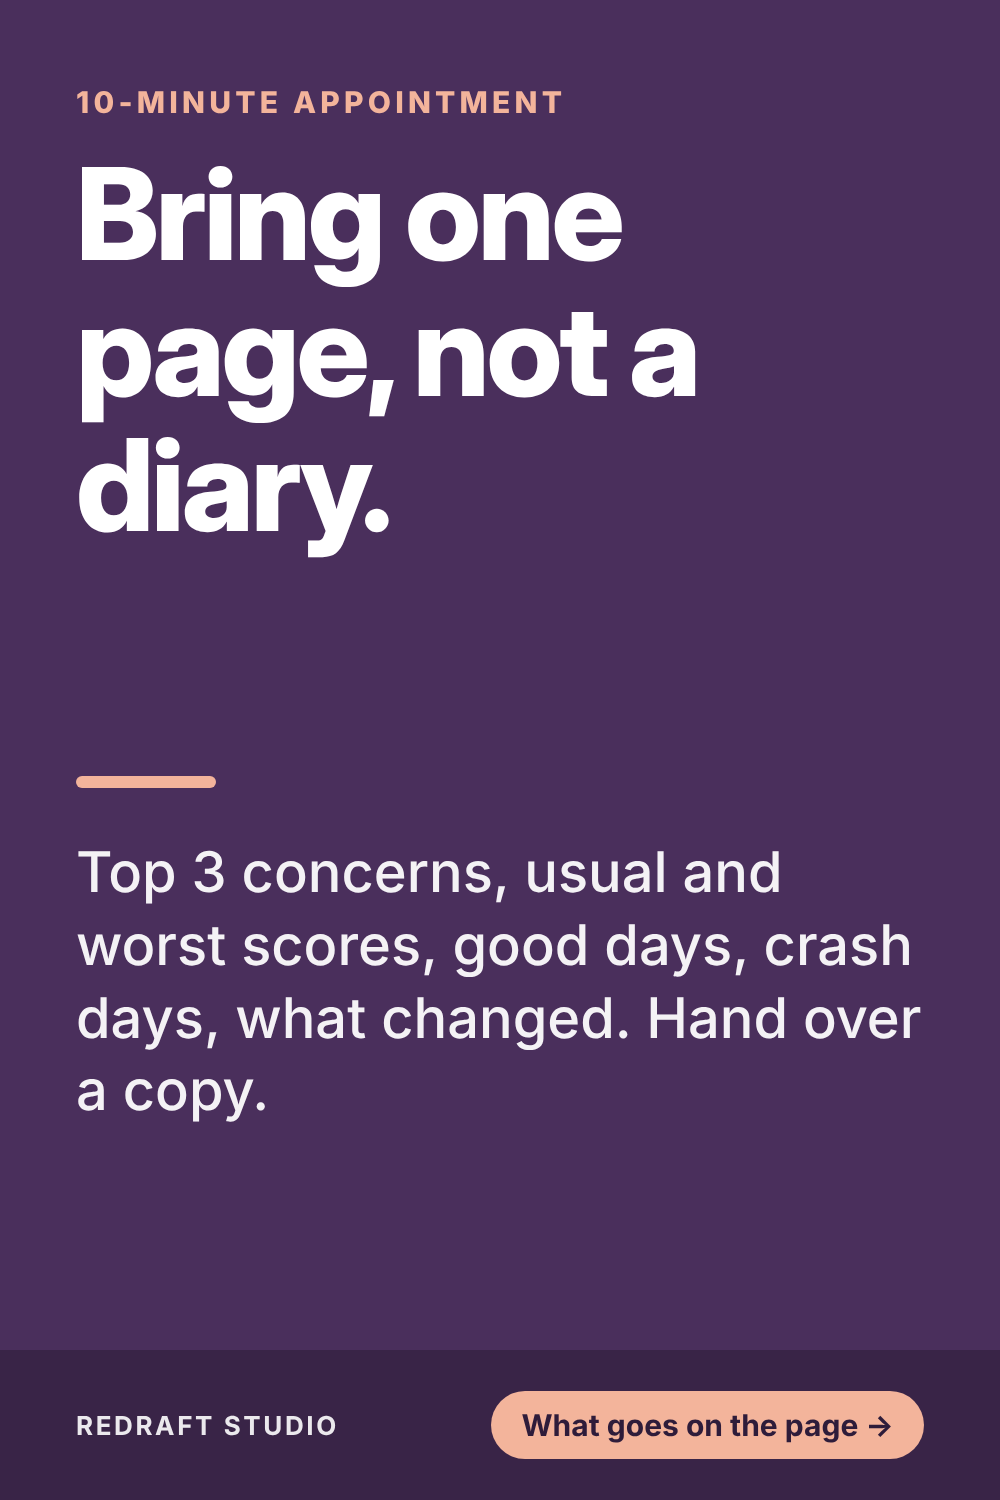 10-MINUTE APPOINTMENT
Bring one
page, not a
diary.
Top 3 concerns, usual and
worst scores, good days, crash
days, what changed. Hand over
a copy.
REDRAFT STUDIO
What goes on the page →